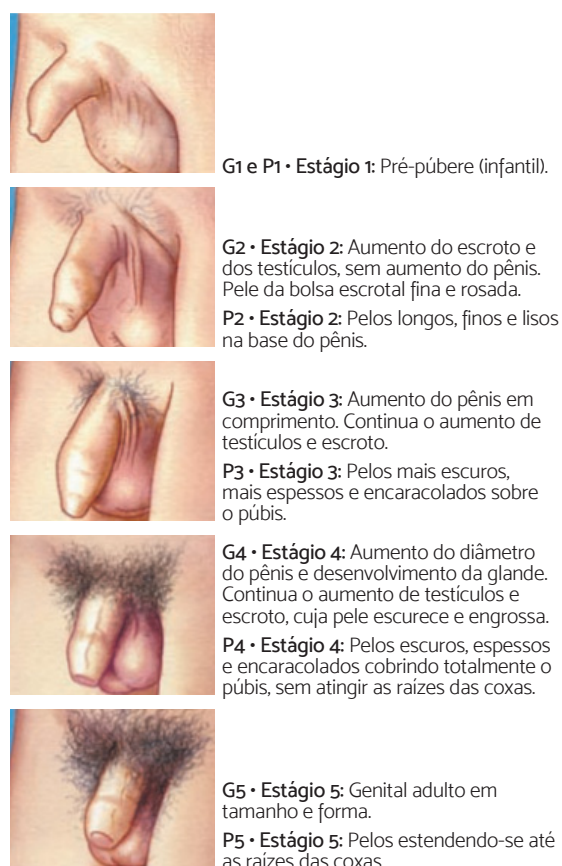 G1 e P1 • Estágio 1: Pré-púbere (infantil).
G2 • Estágio 2: Aumento do escroto e
dos testículos, sem aumento do pênis.
Pele da bolsa escrotal fina e rosada.
P2 • Estágio 2: Pelos longos, finos e lisos
na base do pênis.
G3 • Estágio 3: Aumento do pênis em
comprimento. Continua o aumento de
testículos e escroto.
P3 • Estágio 3: Pelos mais escuros,
mais espessos e encaracolados sobre
o púbis.
G4 • Estágio 4: Aumento do diâmetro
do pênis e desenvolvimento da glande.
Continua o aumento de testículos e
escroto, cuja pele escurece e engrossa.
P4 • Estágio 4: Pelos escuros, espessos
e encaracolados cobrindo totalmente o
púbis, sem atingir as raízes das coxas.
G5 • Estágio 5: Genital adulto em
tamanho e forma.
P5 • Estágio 5: Pelos estendendo-se até
as raízes das coxas.